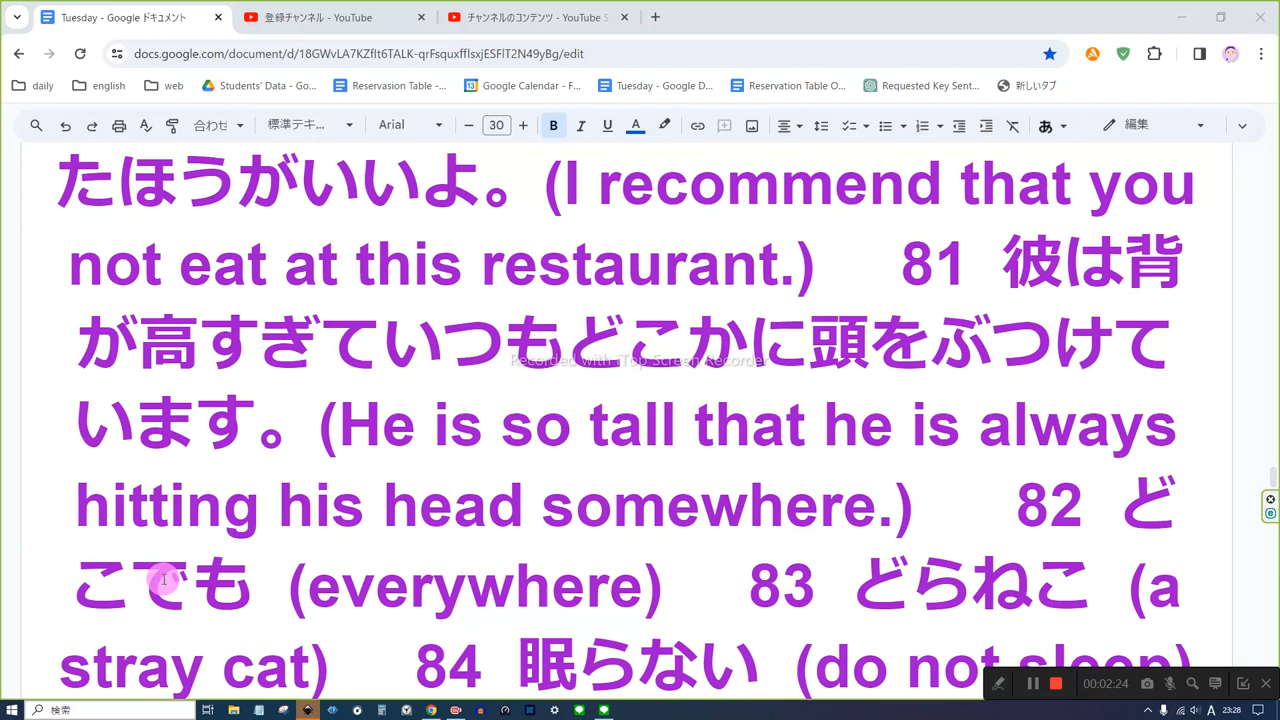 Tuesday - Google ドキュメント
登録チャンネル - YouTube
チャンネルのコンテンツ - YouTube S
docs.google.com/document/d/18GWvLA7KZfIt6TALK-qrFsquxfflsxjESFlT2N49yBg/edit
daily english web Students' Data - Go... Reservasion Table -... Google Calendar - F... Tuesday - Google D... Reservation Table O... Requested Key Sent... 新しいタブ
合わせ 標準テキ... Arial 30 B I U A あ 編集
たほうがいいよ。(I recommend that you
not eat at this restaurant.) 81 彼は背
が高すぎていつもどこかに頭をぶつけて
Recorded with iTop Screen Recorder
います。(He is so tall that he is always
hitting his head somewhere.) 82 ど
こでも (everywhere) 83 どらねこ (a
stray cat) 84 眠らない (do not sleep)
00:02:24
検索
A 23:28